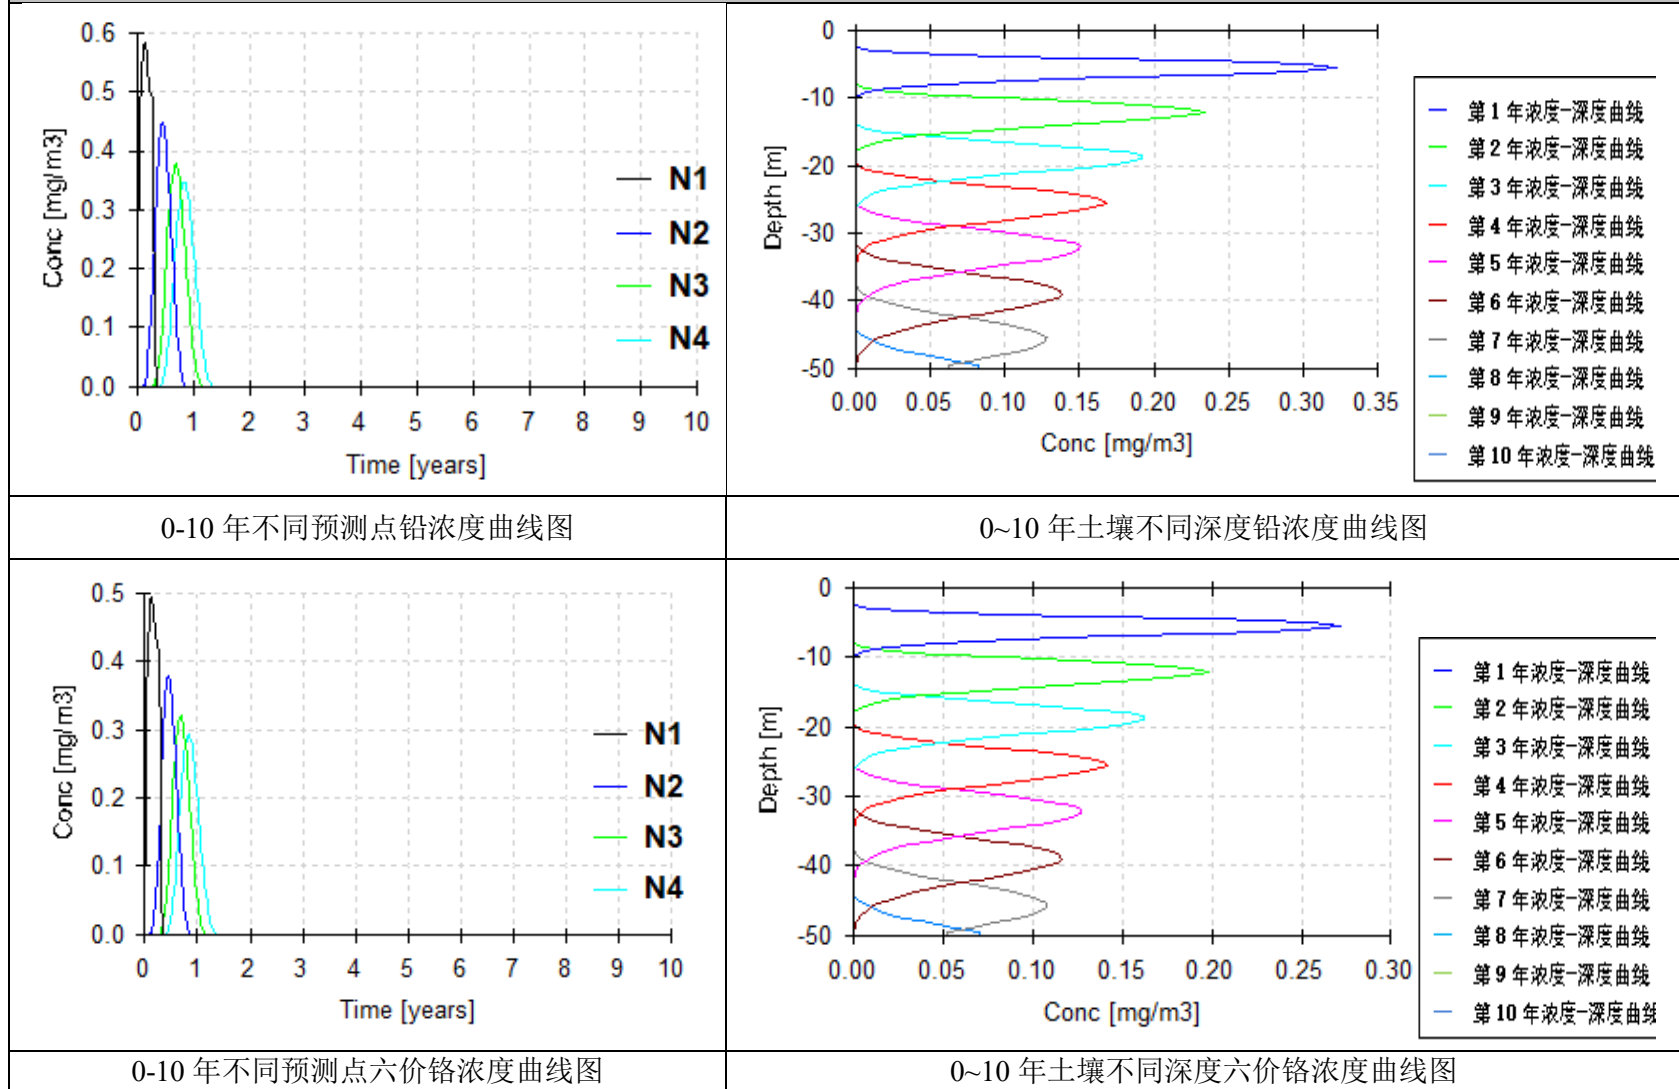 0.6
0.5
0.4
0.3
0.2
0.1
0.0
Conc [mg/m3]
0 1 2 3 4 5 6 7 8 9 10
Time [years]
N1
N2
N3
N4
0
-10
-20
-30
-40
-50
Depth [m]
0.00 0.05 0.10 0.15 0.20 0.25 0.30 0.35
Conc [mg/m3]
第1年浓度-深度曲线
第2年浓度-深度曲线
第3年浓度-深度曲线
第4年浓度-深度曲线
第5年浓度-深度曲线
第6年浓度-深度曲线
第7年浓度-深度曲线
第8年浓度-深度曲线
第9年浓度-深度曲线
第10年浓度-深度曲线
0-10 年不同预测点铅浓度曲线图
0~10 年土壤不同深度铅浓度曲线图
0.5
0.4
0.3
0.2
0.1
0.0
Conc [mg/m3]
0 1 2 3 4 5 6 7 8 9 10
Time [years]
N1
N2
N3
N4
0
-10
-20
-30
-40
-50
Depth [m]
0.00 0.05 0.10 0.15 0.20 0.25 0.30
Conc [mg/m3]
第1年浓度-深度曲线
第2年浓度-深度曲线
第3年浓度-深度曲线
第4年浓度-深度曲线
第5年浓度-深度曲线
第6年浓度-深度曲线
第7年浓度-深度曲线
第8年浓度-深度曲线
第9年浓度-深度曲线
第10年浓度-深度曲线
0-10 年不同预测点六价铬浓度曲线图
0~10 年土壤不同深度六价铬浓度曲线图